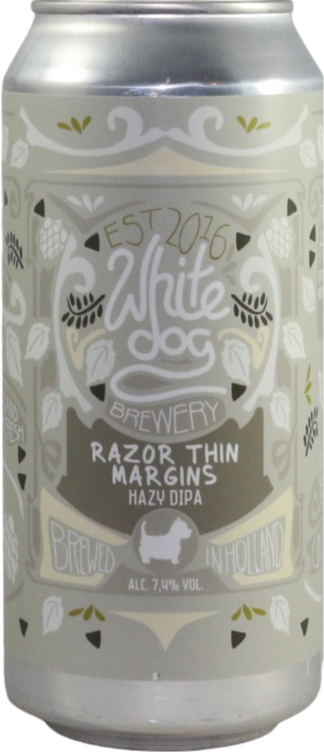 EST 2016
White
dog
BREWERY
RAZOR THIN
MARGINS
HAZY DIPA
BREWED
IN HOLLAND
ALC. 7,4% VOL.